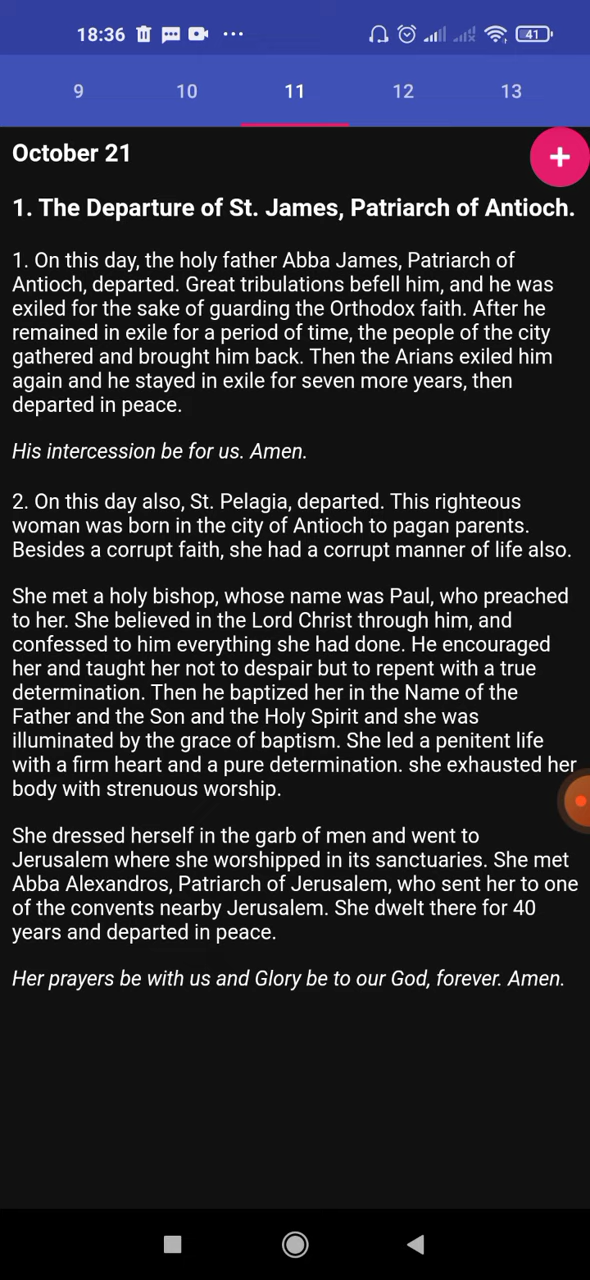 18:36
41
9 10 11 12 13
October 21
+
1. The Departure of St. James, Patriarch of Antioch.
1. On this day, the holy father Abba James, Patriarch of
Antioch, departed. Great tribulations befell him, and he was
exiled for the sake of guarding the Orthodox faith. After he
remained in exile for a period of time, the people of the city
gathered and brought him back. Then the Arians exiled him
again and he stayed in exile for seven more years, then
departed in peace.
His intercession be for us. Amen.
2. On this day also, St. Pelagia, departed. This righteous
woman was born in the city of Antioch to pagan parents.
Besides a corrupt faith, she had a corrupt manner of life also.
She met a holy bishop, whose name was Paul, who preached
to her. She believed in the Lord Christ through him, and
confessed to him everything she had done. He encouraged
her and taught her not to despair but to repent with a true
determination. Then he baptized her in the Name of the
Father and the Son and the Holy Spirit and she was
illuminated by the grace of baptism. She led a penitent life
with a firm heart and a pure determination. she exhausted her
body with strenuous worship.
She dressed herself in the garb of men and went to
Jerusalem where she worshipped in its sanctuaries. She met
Abba Alexandros, Patriarch of Jerusalem, who sent her to one
of the convents nearby Jerusalem. She dwelt there for 40
years and departed in peace.
Her prayers be with us and Glory be to our God, forever. Amen.